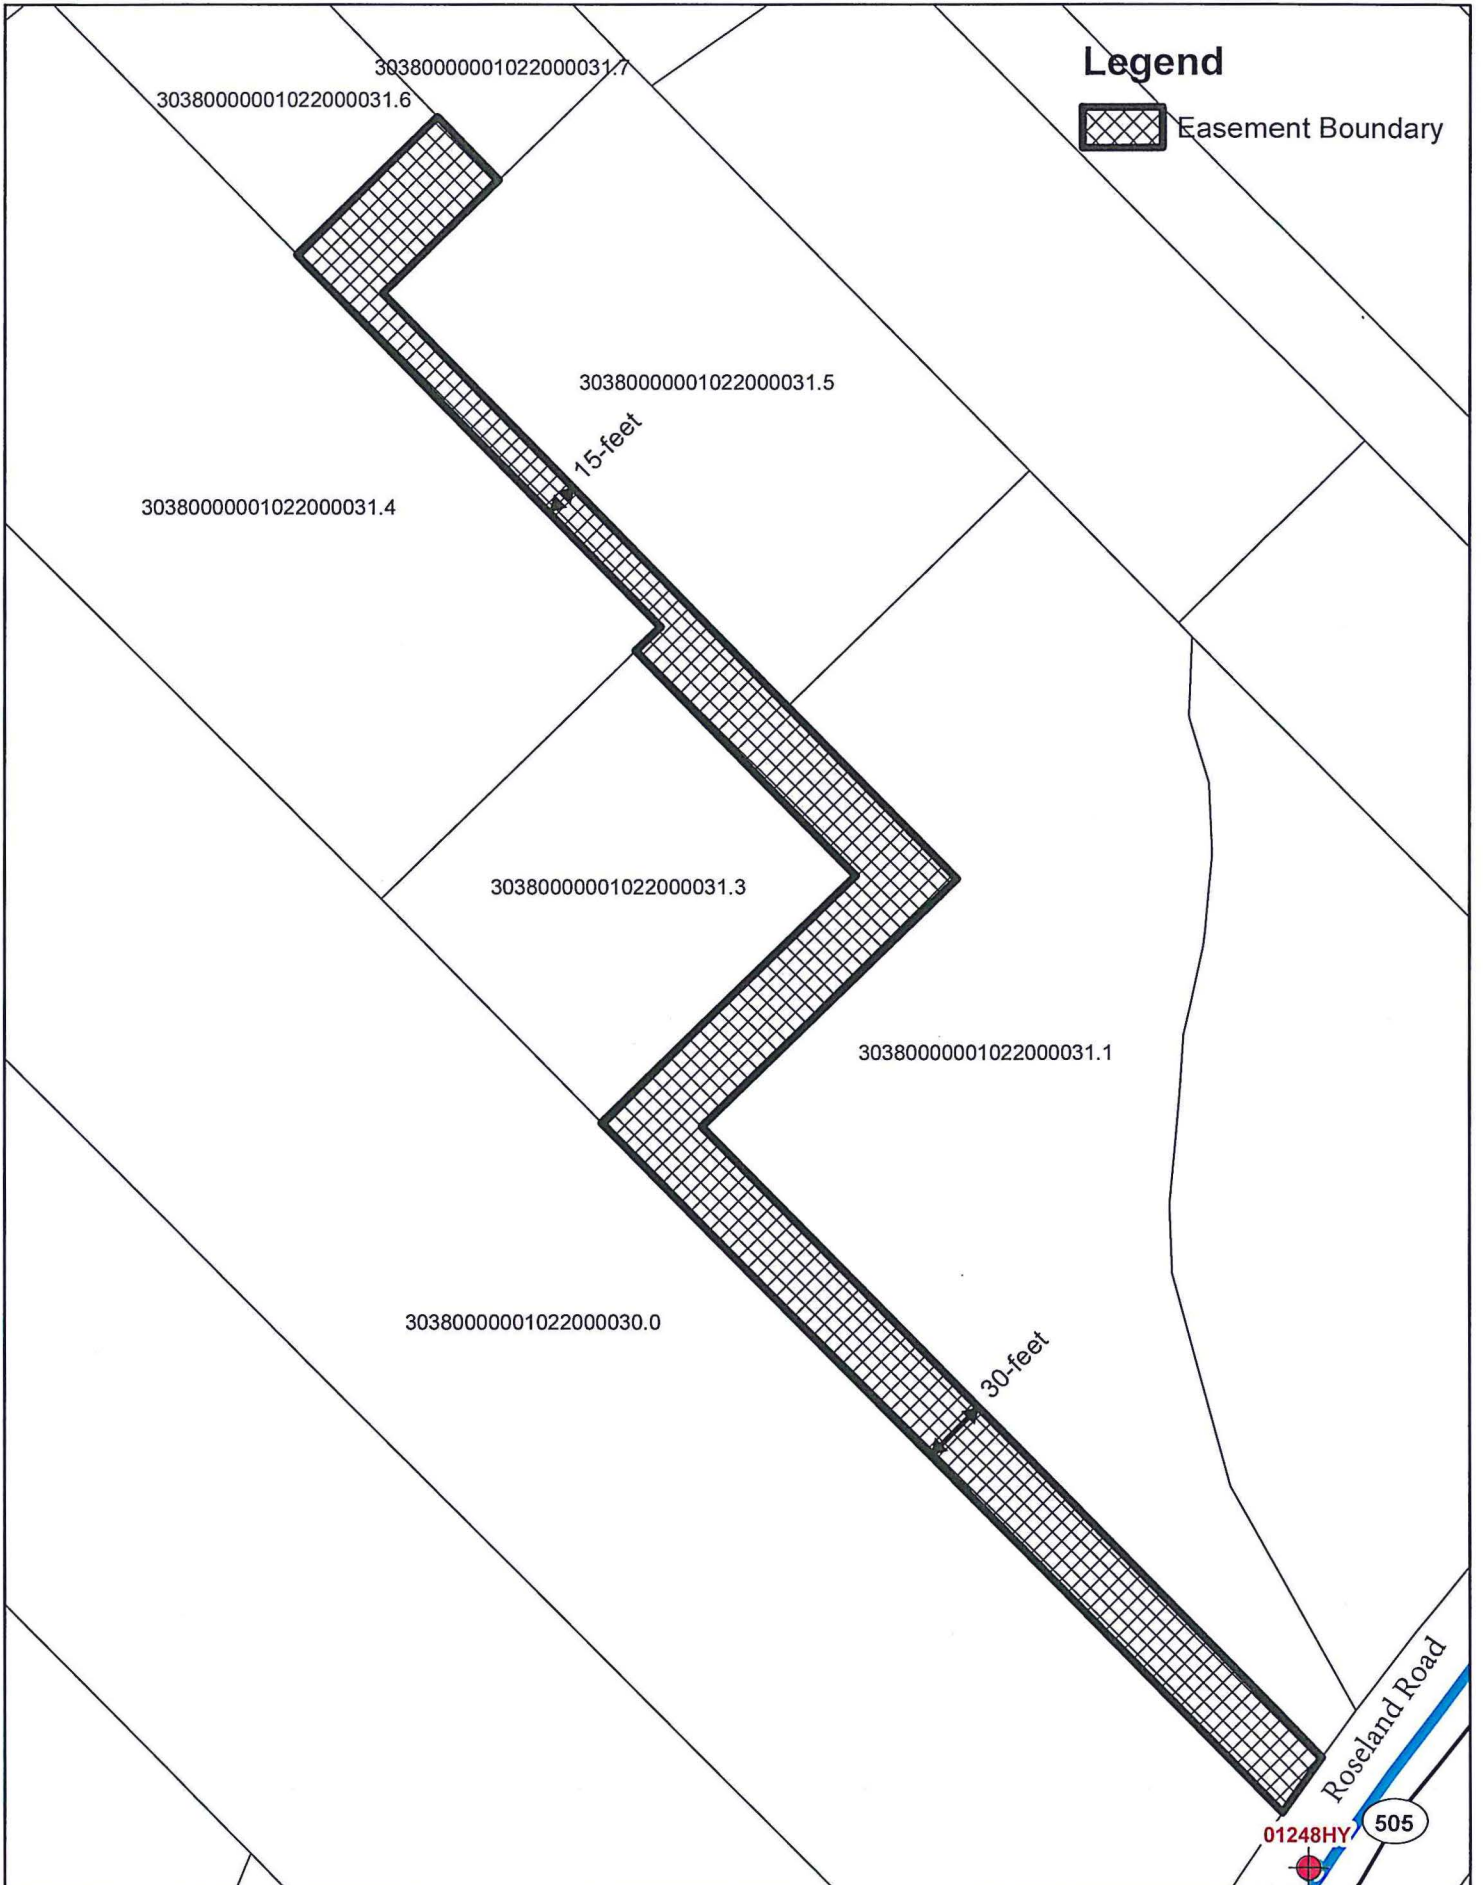 Legend
30380000001022000031.7
30380000001022000031.6
Easement Boundary
30380000001022000031.5
15-feet
30380000001022000031.4
30380000001022000031.3
30380000001022000031.1
30380000001022000030.0
30-feet
Roseland Road
505
01248HY